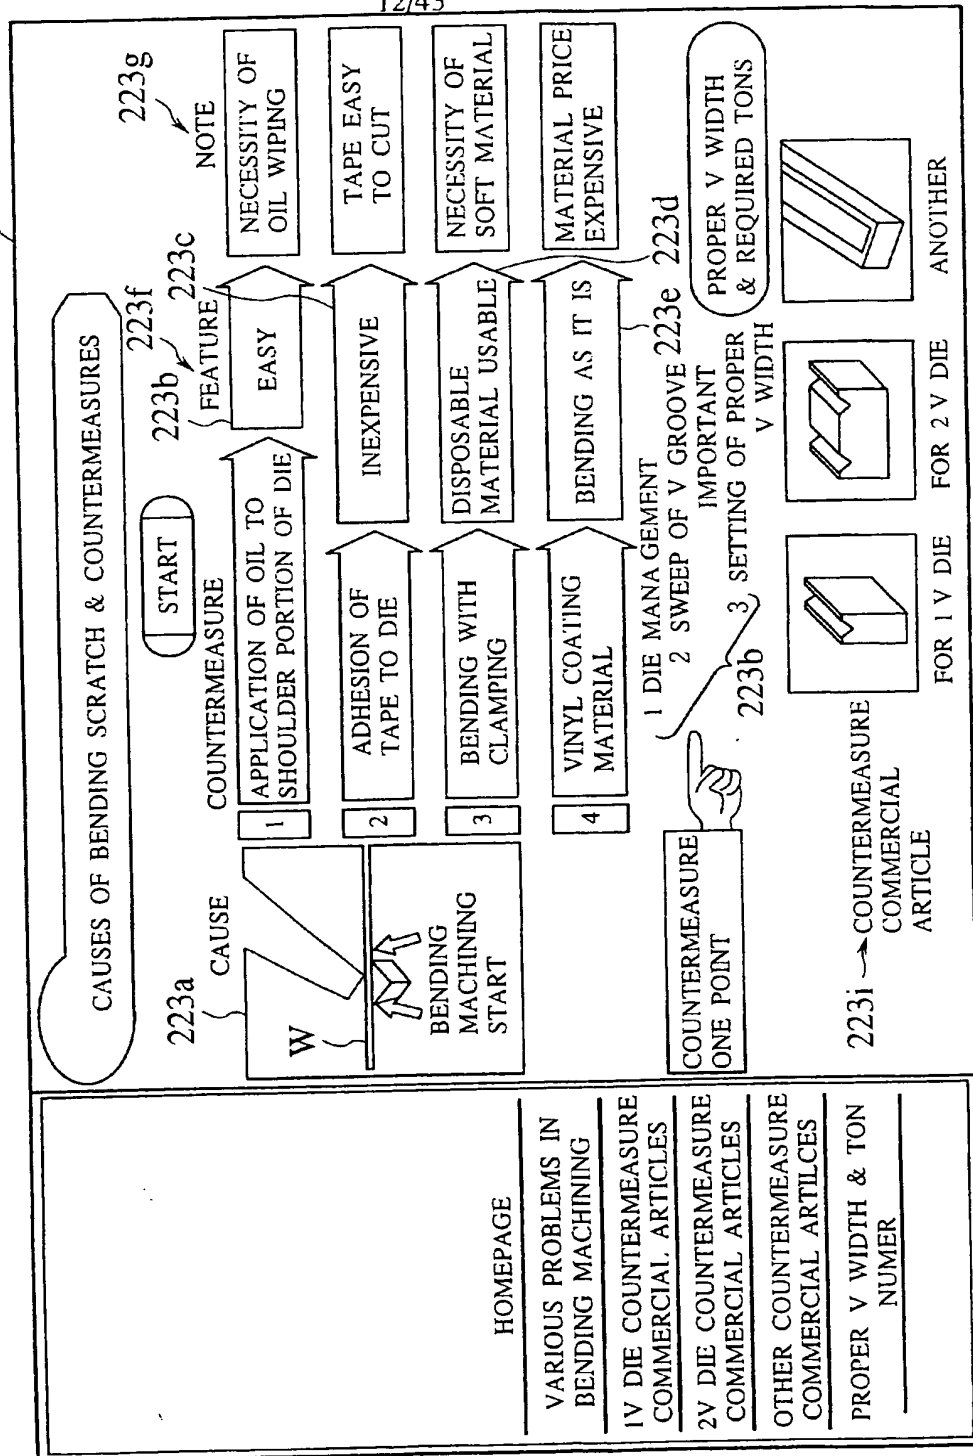 12/43
CAUSES OF BENDING SCRATCH & COUNTERMEASURES
START
223a
CAUSE
COUNTERMEASURE
223b
FEATURE
223f
223c
NOTE
223g
W
BENDING
MACHINING
START
1
APPLICATION OF OIL TO
SHOULDER PORTION OF DIE
EASY
NECESSITY OF
OIL WIPING
2
ADHESION OF
TAPE TO DIE
INEXPENSIVE
TAPE EASY
TO CUT
3
BENDING WITH
CLAMPING
DISPOSABLE
MATERIAL USABLE
NECESSITY OF
SOFT MATERIAL
223d
4
VINYL COATING
MATERIAL
BENDING AS IT IS
MATERIAL PRICE
EXPENSIVE
223e
COUNTERMEASURE
ONE POINT
1 DIE MANAGEMENT
2 SWEEP OF V GROOVE
IMPORTANT
3 SETTING OF PROPER
V WIDTH
223b
PROPER V WIDTH
& REQUIRED TONS
223i
COUNTERMEASURE
COMMERCIAL
ARTICLE
FOR 1 V DIE
FOR 2 V DIE
ANOTHER
HOMEPAGE
VARIOUS PROBLEMS IN
BENDING MACHINING
1V DIE COUNTERMEASURE
COMMERCIAL ARTICLES
2V DIE COUNTERMEASURE
COMMERCIAL ARTICLES
OTHER COUNTERMEASURE
COMMERCIAL ARTILCES
PROPER V WIDTH & TON
NUMER